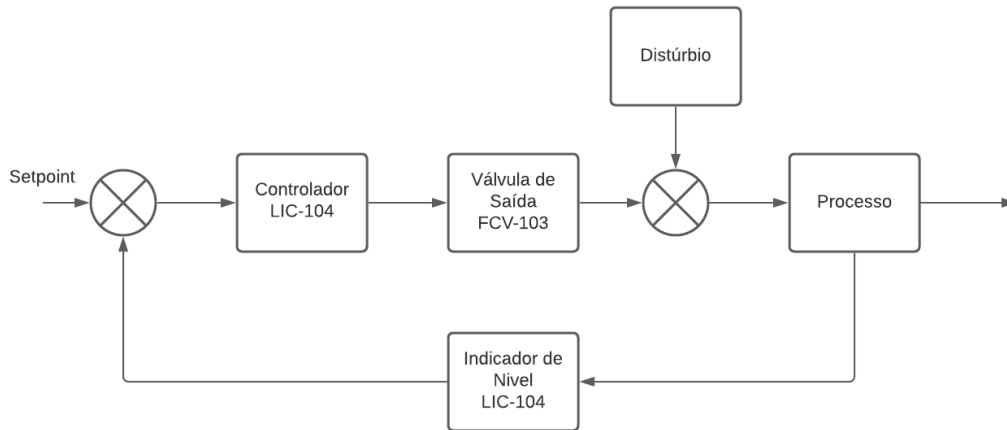 Distúrbio
Setpoint
Controlador
LIC-104
Válvula de
Saída
FCV-103
Processo
Indicador de
Nivel
LIC-104